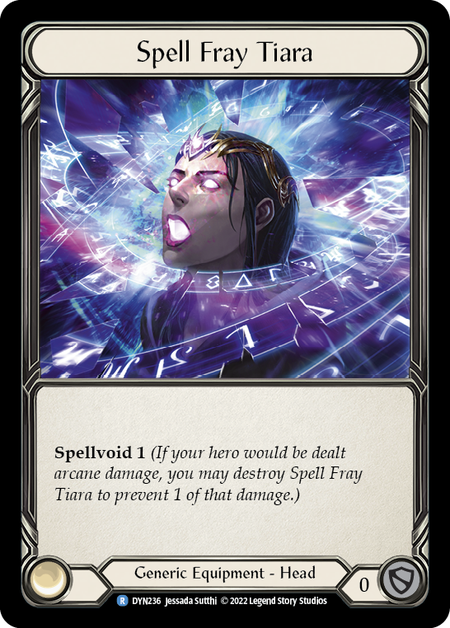 Spell Fray Tiara
Spellvoid 1 (If your hero would be dealt
arcane damage, you may destroy Spell Fray
Tiara to prevent 1 of that damage.)
Generic Equipment - Head
0
R DYN236 Jessada Sutthi © 2022 Legend Story Studios